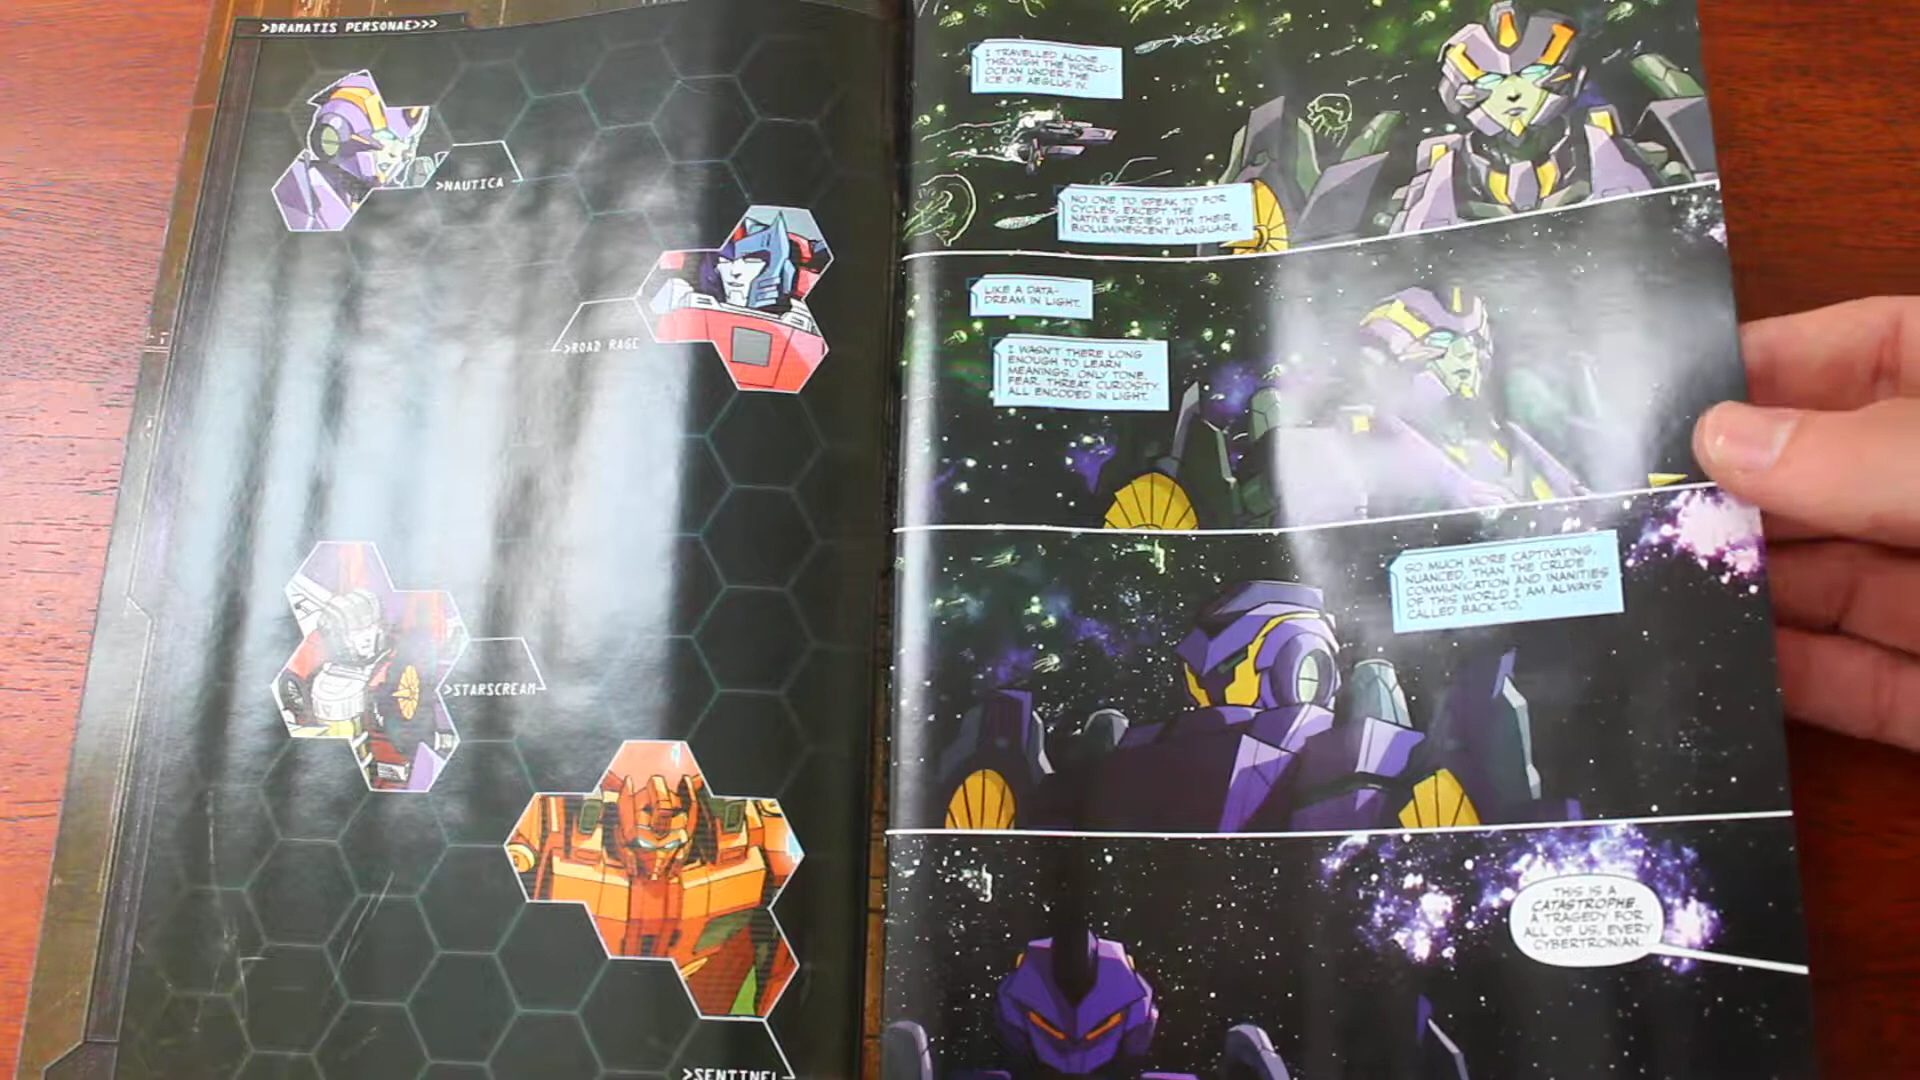 >DRAMATIS PERSONAE>>>
>NAUTICA
>ROAD RAGE
>STARSCREAM
>SENTINEL
I TRAVELLED ALONE
THROUGH THE WORLD-
OCEAN UNDER THE
ICE OF AEGLUS IV.
NO ONE TO SPEAK TO FOR
CYCLES, EXCEPT THE
NATIVE SPECIES WITH THEIR
BIOLUMINESCENT LANGUAGE.
LIKE A DATA-
DREAM IN LIGHT.
I WASN'T THERE LONG
ENOUGH TO LEARN
MEANINGS. ONLY TONE.
FEAR. THREAT. CURIOSITY.
ALL ENCODED IN LIGHT.
SO MUCH MORE CAPTIVATING,
NUANCED, THAN THE CRUDE
COMMUNICATION AND INANITIES
OF THIS WORLD I AM ALWAYS
CALLED BACK TO.
THIS IS A
CATASTROPHE.
A TRAGEDY FOR
ALL OF US, EVERY
CYBERTRONIAN.